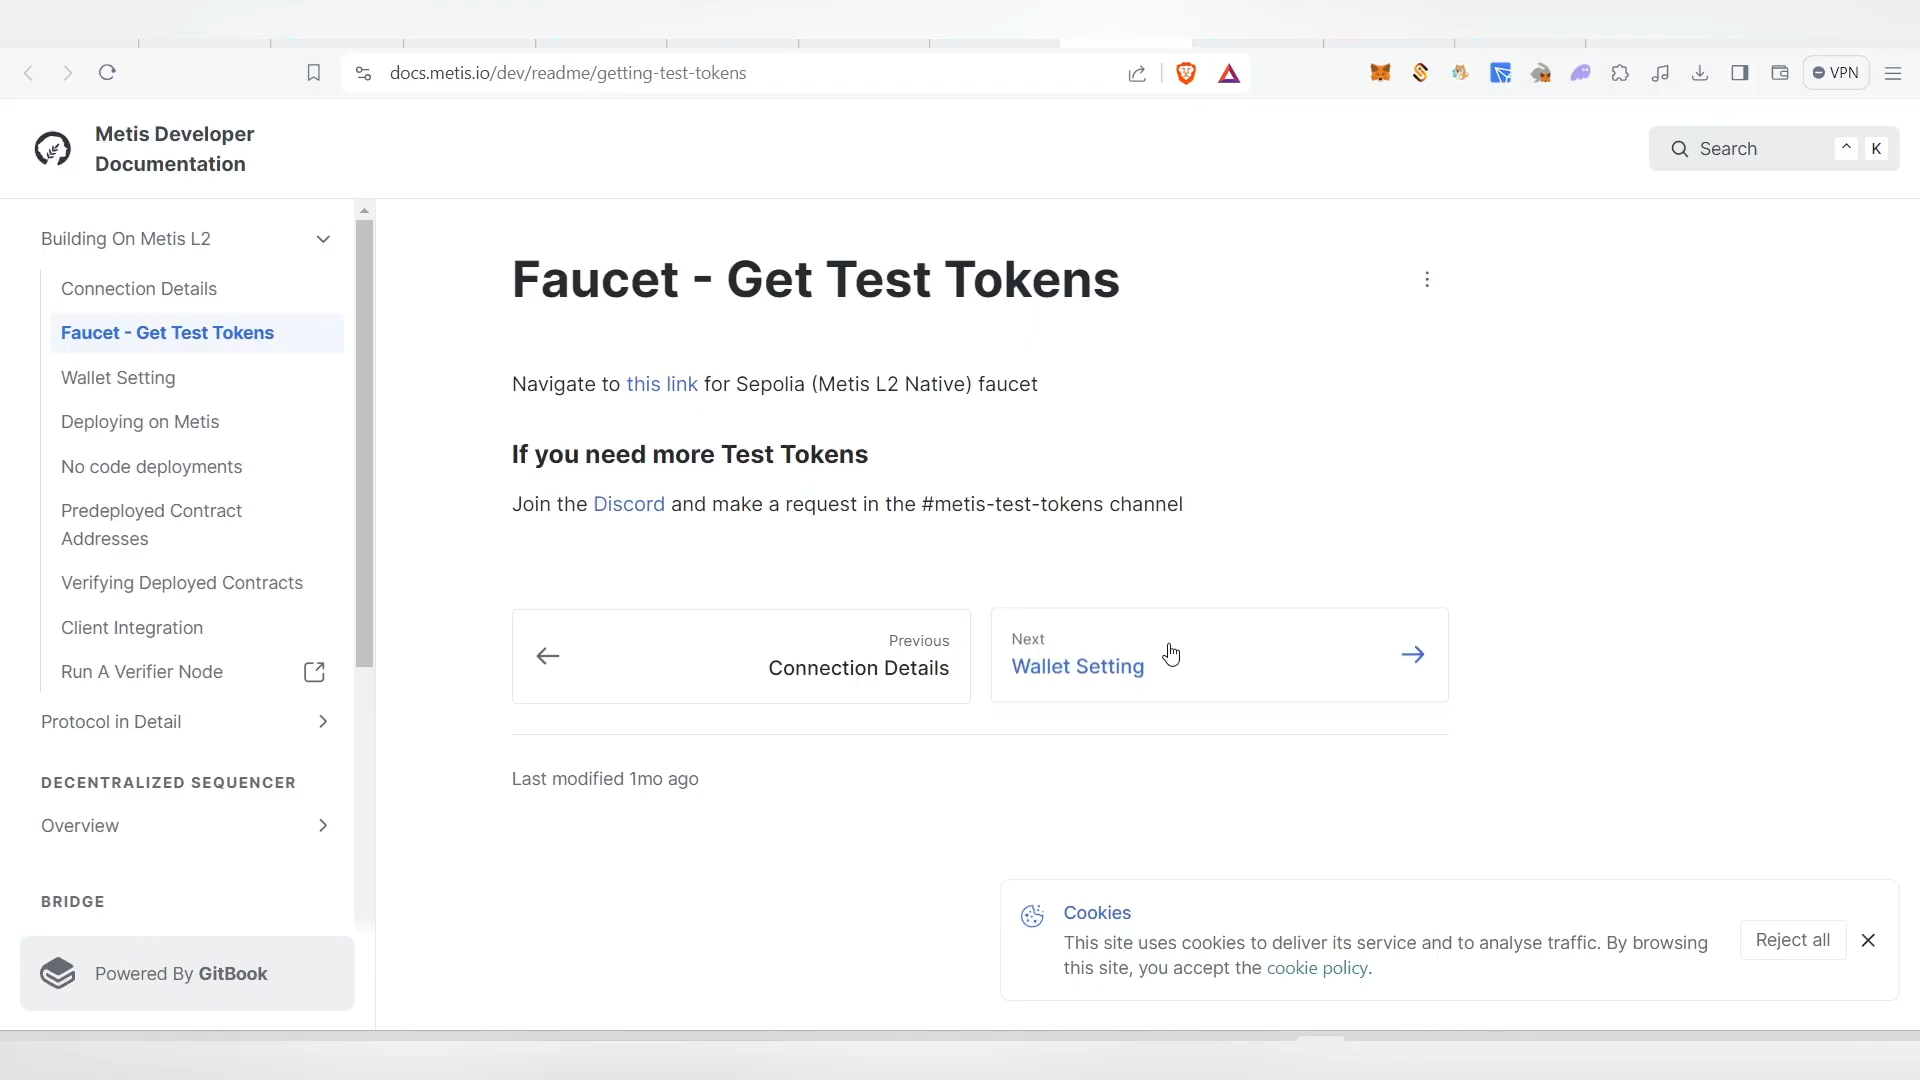 docs.metis.io/dev/readme/getting-test-tokens
VPN
Metis Developer
Documentation
Search
^ K
Building On Metis L2
Connection Details
Faucet - Get Test Tokens
Wallet Setting
Deploying on Metis
No code deployments
Predeployed Contract
Addresses
Verifying Deployed Contracts
Client Integration
Run A Verifier Node
Protocol in Detail
DECENTRALIZED SEQUENCER
Overview
BRIDGE
Powered By GitBook
Faucet - Get Test Tokens
Navigate to this link for Sepolia (Metis L2 Native) faucet
If you need more Test Tokens
Join the Discord and make a request in the #metis-test-tokens channel
Previous
Connection Details
Next
Wallet Setting
Last modified 1mo ago
Cookies
This site uses cookies to deliver its service and to analyse traffic. By browsing
this site, you accept the cookie policy.
Reject all